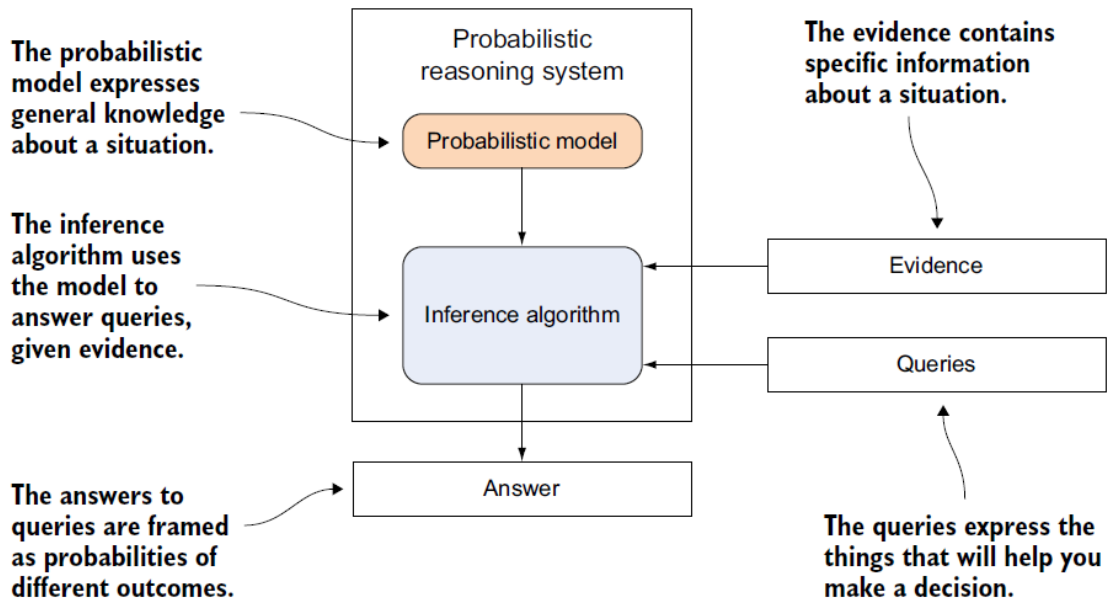 The probabilistic
model expresses
general knowledge
about a situation.
Probabilistic
reasoning system
Probabilistic model
The evidence contains
specific information
about a situation.
The inference
algorithm uses
the model to
answer queries,
given evidence.
Inference algorithm
Evidence
Queries
The answers to
queries are framed
as probabilities of
different outcomes.
Answer
The queries express the
things that will help you
make a decision.